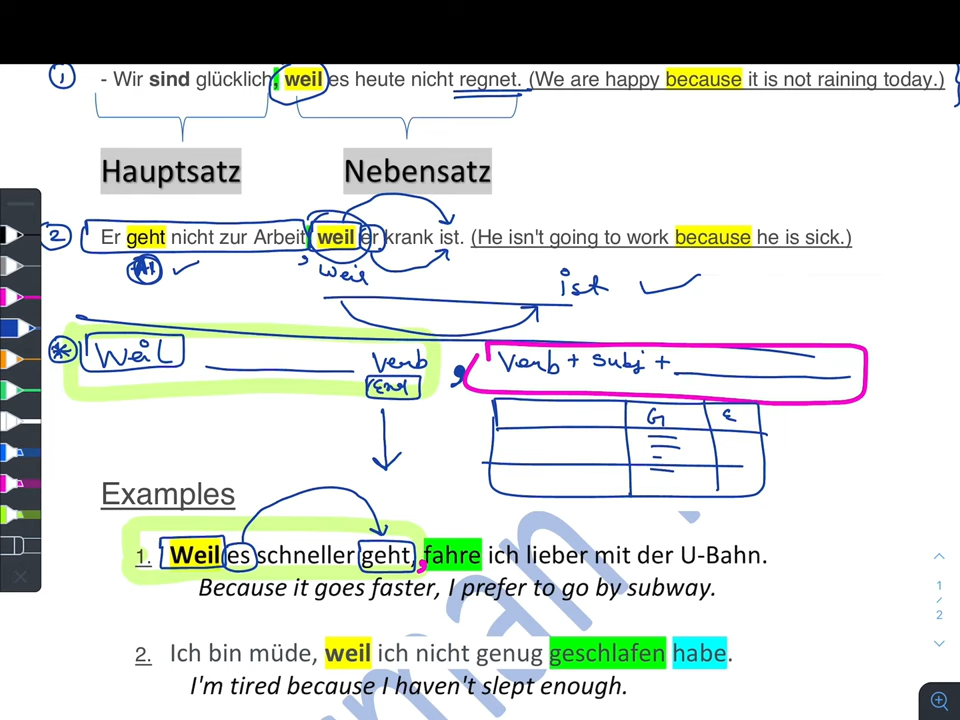 1, - Wir sind glücklich, weil es heute nicht regnet. (We are happy because it is not raining today.)
Hauptsatz Nebensatz
2 Er geht nicht zur Arbeit weil er krank ist. (He isn't going to work because he is sick.)
, weil ist
* Weil Verb , Verb + Subj +
End
G E
Examples
1. Weil es schneller geht, fahre ich lieber mit der U-Bahn.
Because it goes faster, I prefer to go by subway.
2. Ich bin müde, weil ich nicht genug geschlafen habe.
I'm tired because I haven't slept enough.
1
/
2